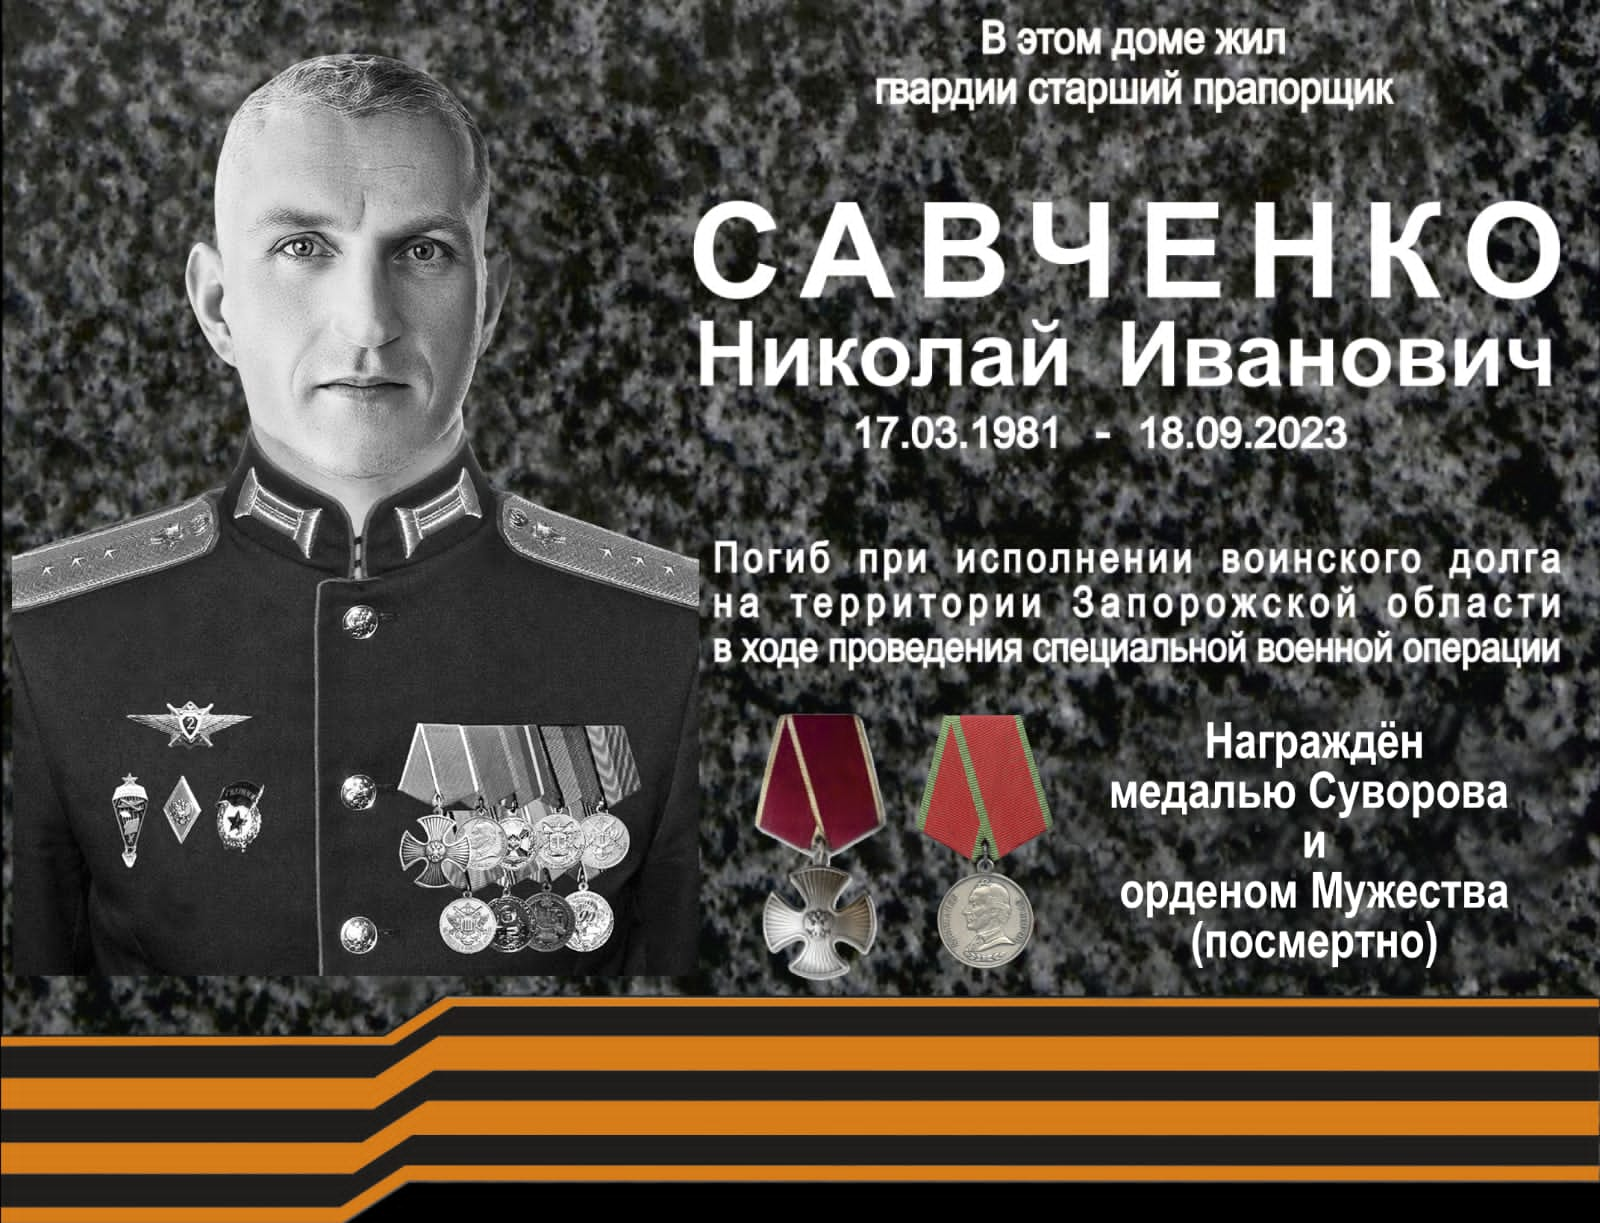 В этом доме жил
гвардии старший прапорщик
САВЧЕНКО
Николай Иванович
17.03.1981 - 18.09.2023
Погиб при исполнении воинского долга
на территории Запорожской области
в ходе проведения специальной военной операции
Награждён
медалью Суворова
и
орденом Мужества
(посмертно)
2